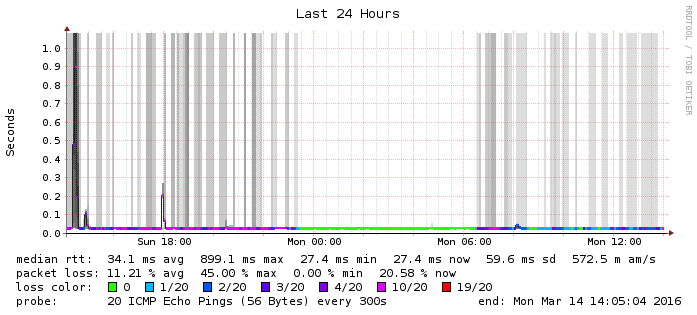 Last 24 Hours
RRDTOOL / TOBI OETIKER
Seconds
1.0
0.9
0.8
0.7
0.6
0.5
0.4
0.3
0.2
0.1
0.0
Sun 18:00 Mon 00:00 Mon 06:00 Mon 12:00
median rtt: 34.1 ms avg 899.1 ms max 27.4 ms min 27.4 ms now 59.6 ms sd 572.5 m am/s
packet loss: 11.21 % avg 45.00 % max 0.00 % min 20.58 % now
loss color: 0 1/20 2/20 3/20 4/20 10/20 19/20
probe: 20 ICMP Echo Pings (56 Bytes) every 300s end: Mon Mar 14 14:05:04 2016